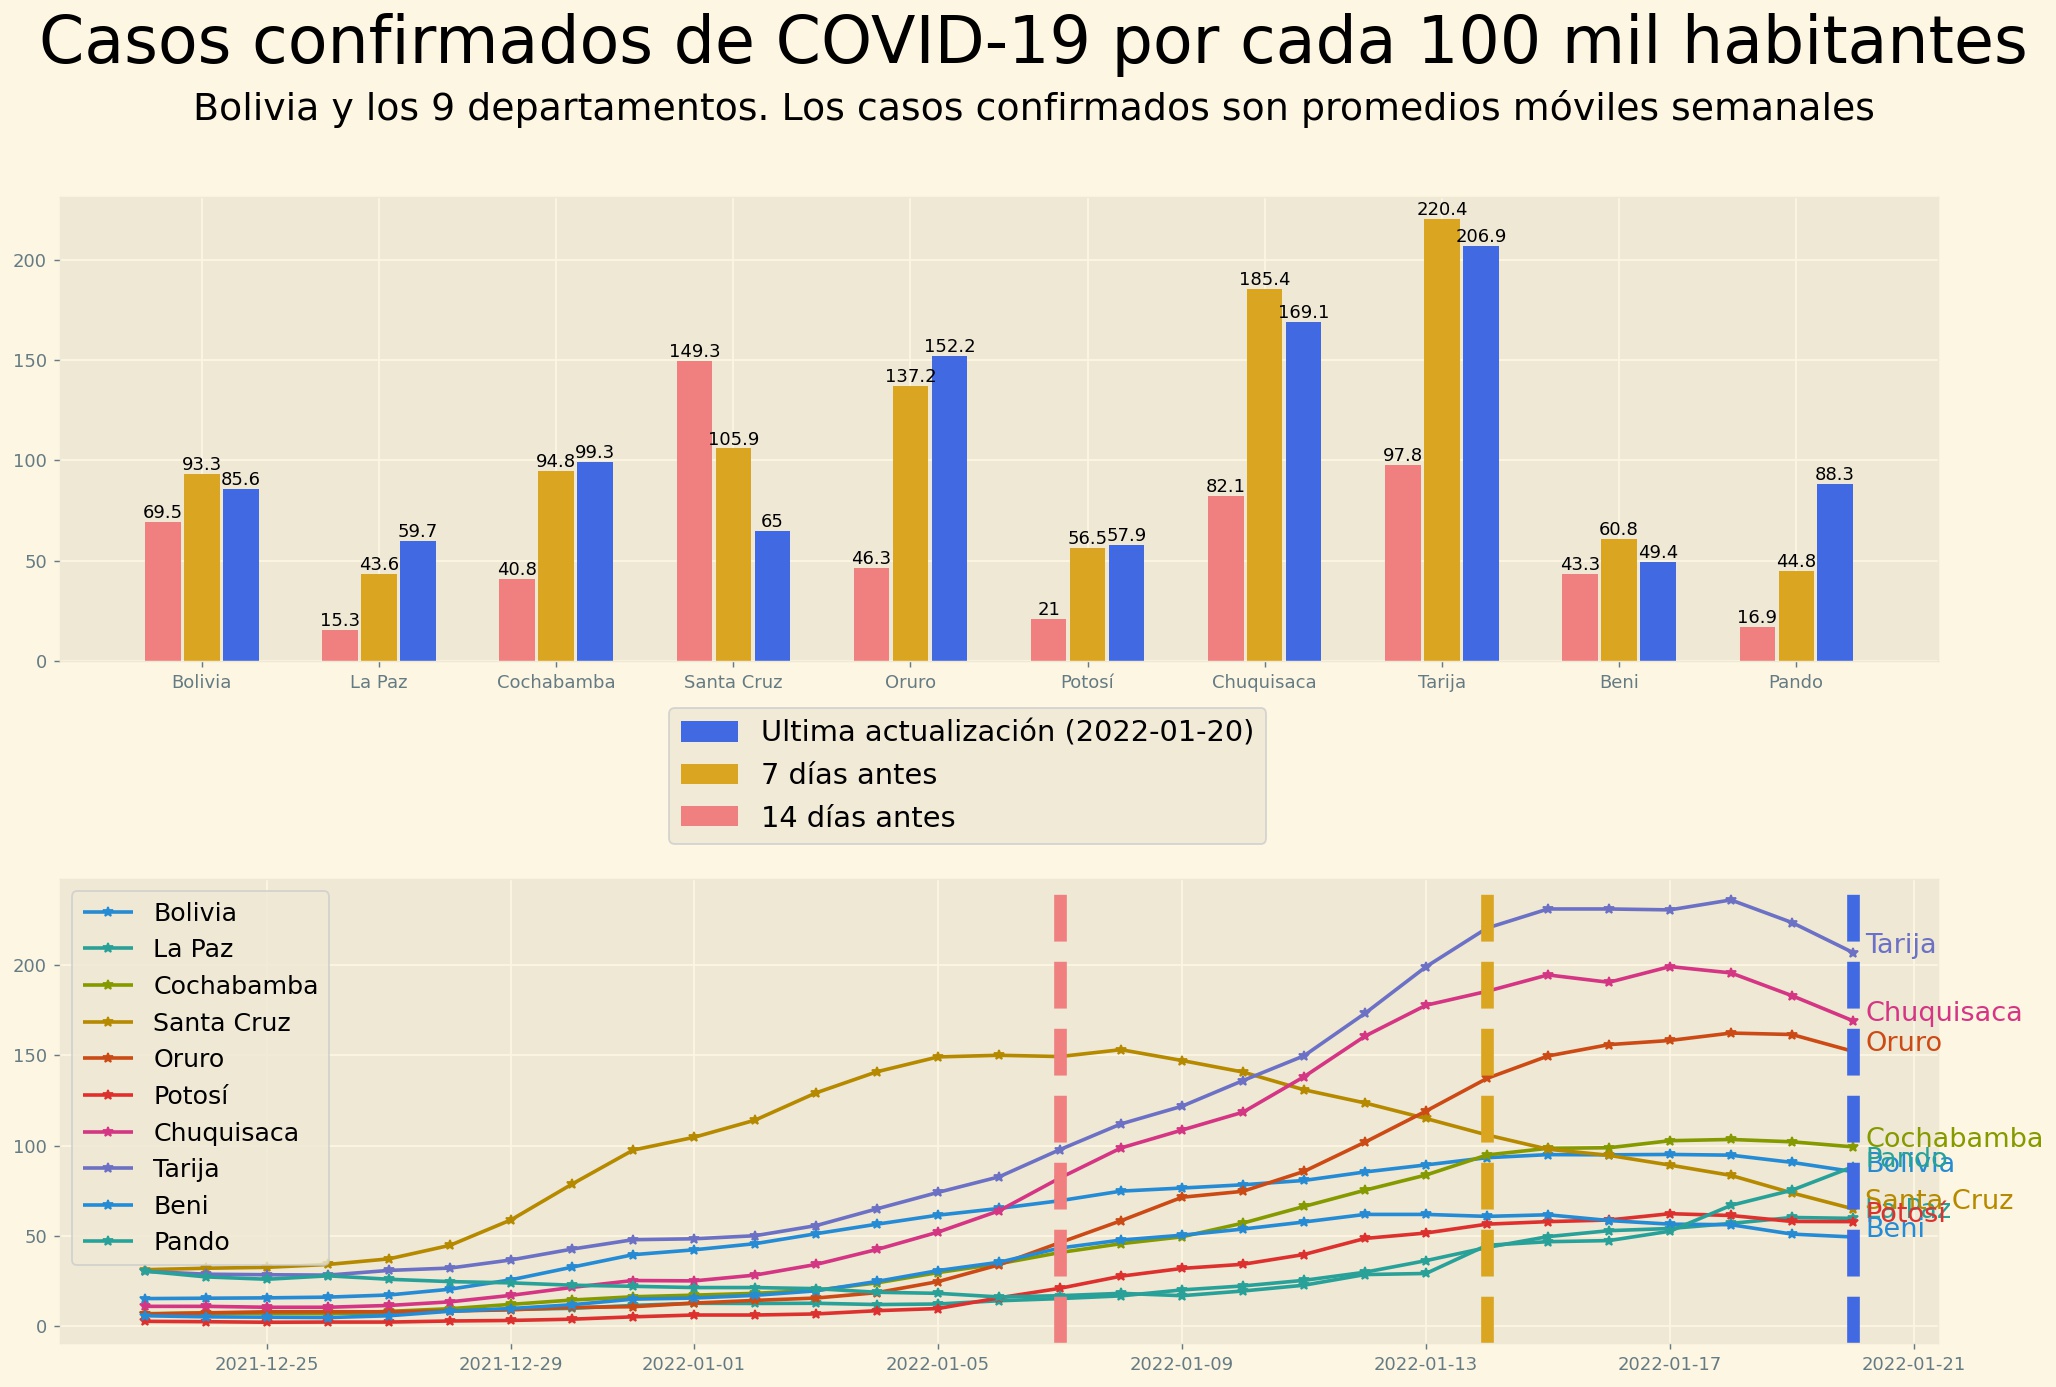 Casos confirmados de COVID-19 por cada 100 mil habitantes
Bolivia y los 9 departamentos. Los casos confirmados son promedios móviles semanales
200
150
100
50
0
69.5 93.3 85.6
15.3 43.6 59.7
40.8 94.8 99.3
149.3 105.9 65
46.3 137.2 152.2
21 56.5 57.9
82.1 185.4 169.1
97.8 220.4 206.9
43.3 60.8 49.4
16.9 44.8 88.3
Bolivia La Paz Cochabamba Santa Cruz Oruro Potosí Chuquisaca Tarija Beni Pando
Ultima actualización (2022-01-20)
7 días antes
14 días antes
200
150
100
50
0
Bolivia
La Paz
Cochabamba
Santa Cruz
Oruro
Potosí
Chuquisaca
Tarija
Beni
Pando
Tarija
Chuquisaca
Oruro
Cochabamba
Pando
Bolivia
Santa Cruz
La Paz
Potosí
Beni
2021-12-25 2021-12-29 2022-01-01 2022-01-05 2022-01-09 2022-01-13 2022-01-17 2022-01-21